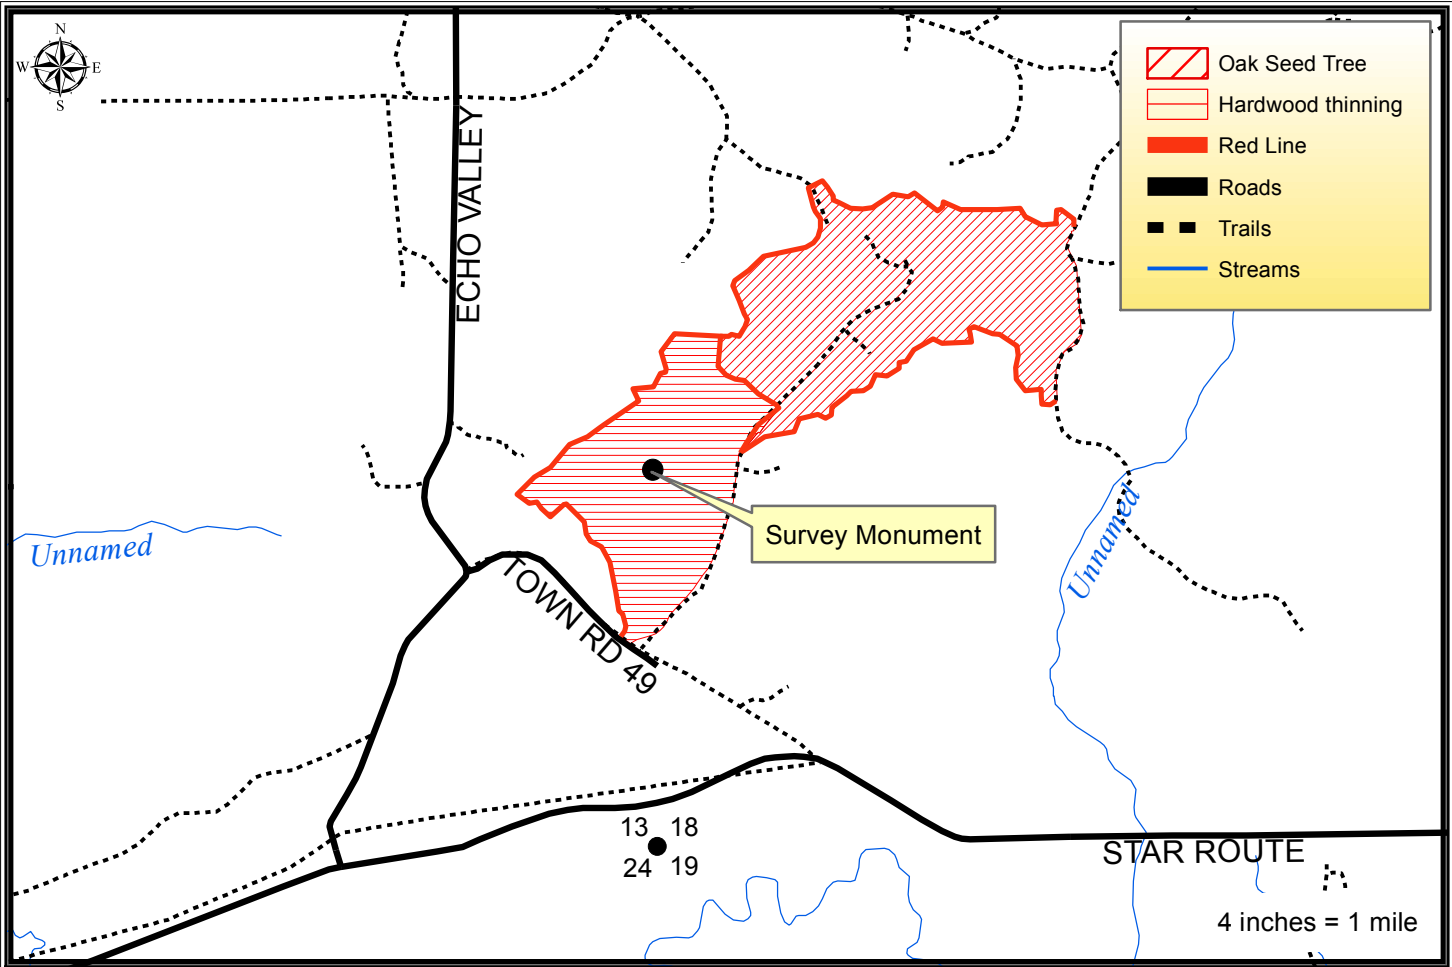 N
W E
S
Oak Seed Tree
Hardwood thinning
Red Line
Roads
Trails
Streams
ECHO VALLEY
Survey Monument
Unnamed
Unnamed
TOWN RD 49
13 18
24 19
STAR ROUTE
4 inches = 1 mile